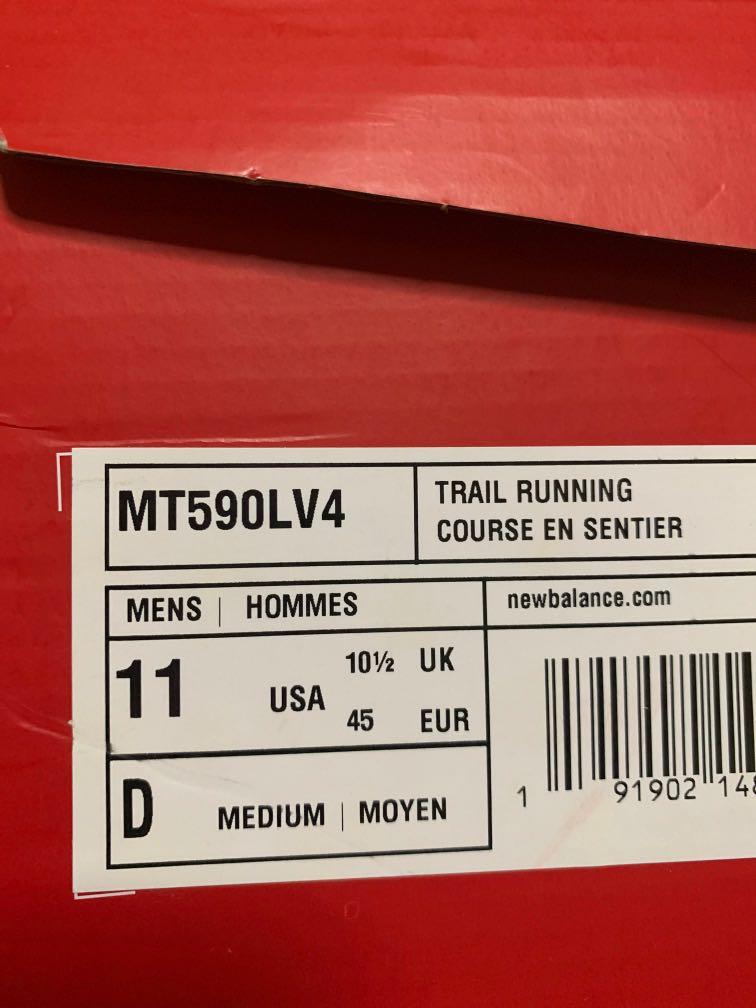 MT590LV4
TRAIL RUNNING
COURSE EN SENTIER
MENS | HOMMES
newbalance.com
11 USA
10½ UK
45 EUR
D MEDIUM | MOYEN
1 91902 14